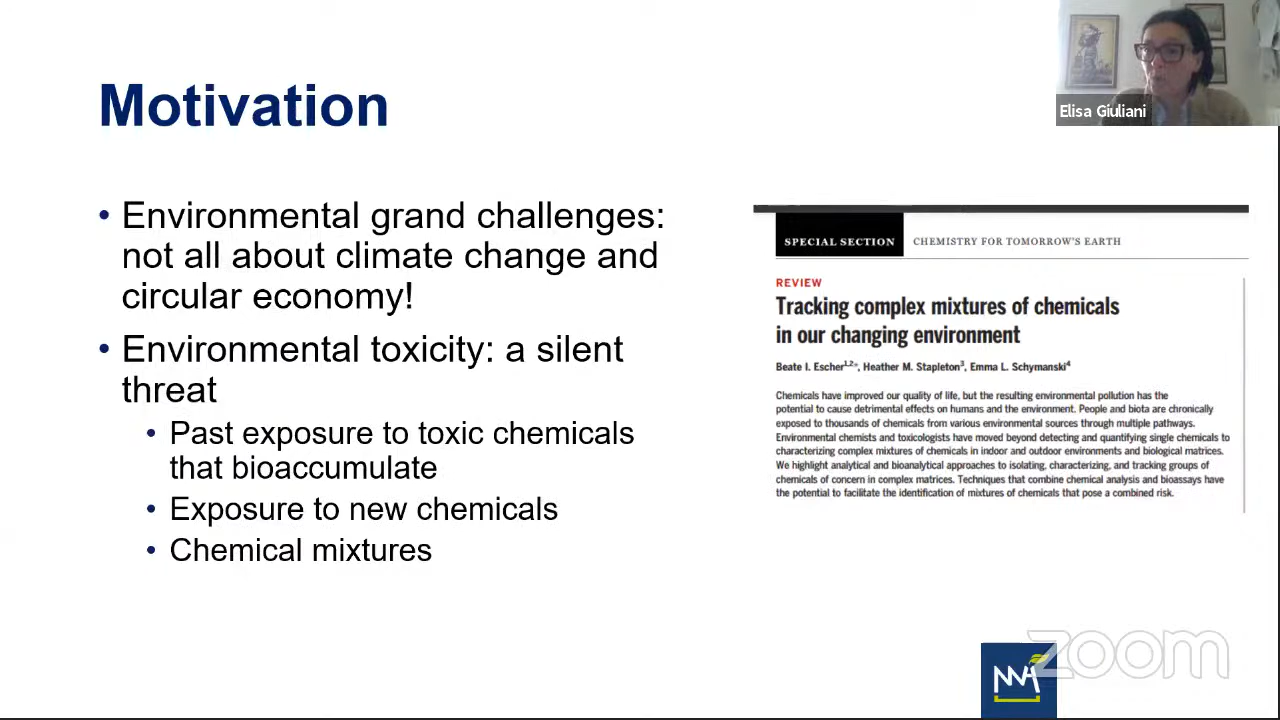 Motivation
Elisa Giuliani
• Environmental grand challenges:
not all about climate change and
circular economy!
• Environmental toxicity: a silent
threat
• Past exposure to toxic chemicals
that bioaccumulate
• Exposure to new chemicals
• Chemical mixtures
SPECIAL SECTION CHEMISTRY FOR TOMORROW'S EARTH
REVIEW
Tracking complex mixtures of chemicals
in our changing environment
Beate I. Escher1,2*, Heather M. Stapleton3, Emma L. Schymanski4
Chemicals have improved our quality of life, but the resulting environmental pollution has the
potential to cause detrimental effects on humans and the environment. People and biota are chronically
exposed to thousands of chemicals from various environmental sources through multiple pathways.
Environmental chemists and toxicologists have moved beyond detecting and quantifying single chemicals to
characterizing complex mixtures of chemicals in indoor and outdoor environments and biological matrices.
We highlight analytical and bioanalytical approaches to isolating, characterizing, and tracking groups of
chemicals of concern in complex matrices. Techniques that combine chemical analysis and bioassays have
the potential to facilitate the identification of mixtures of chemicals that pose a combined risk.
zoom